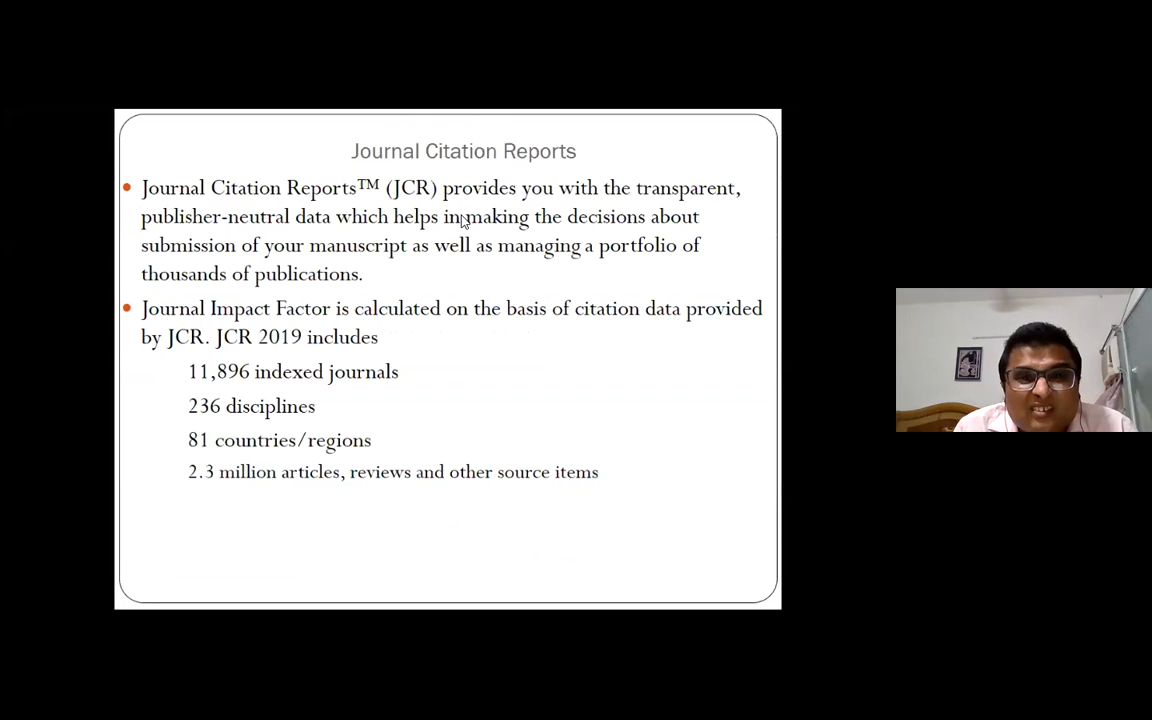 Journal Citation Reports
• Journal Citation Reports™ (JCR) provides you with the transparent,
publisher-neutral data which helps in making the decisions about
submission of your manuscript as well as managing a portfolio of
thousands of publications.
• Journal Impact Factor is calculated on the basis of citation data provided
by JCR. JCR 2019 includes
11,896 indexed journals
236 disciplines
81 countries/regions
2.3 million articles, reviews and other source items